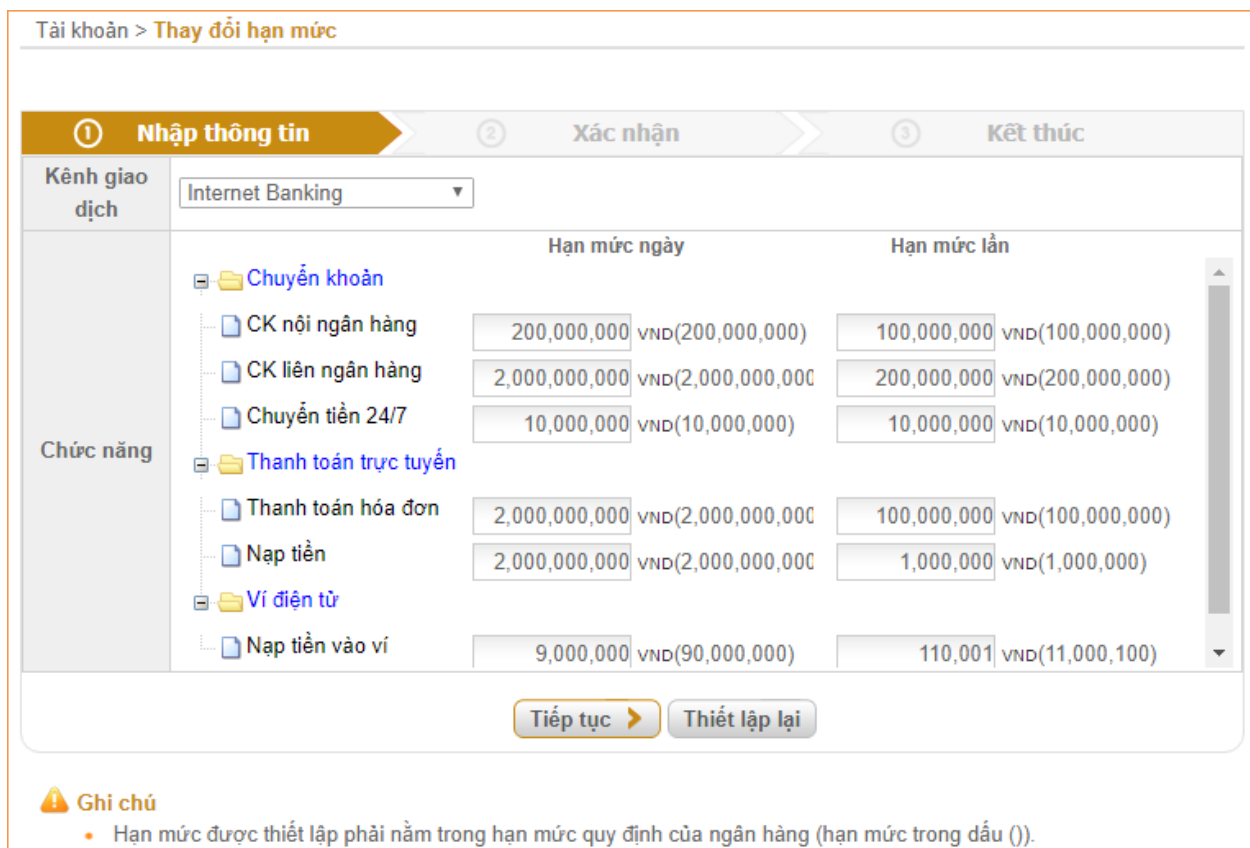 Tài khoản > Thay đổi hạn mức
1 Nhập thông tin 2 Xác nhận 3 Kết thúc
Kênh giao dịch Internet Banking
Hạn mức ngày Hạn mức lần
Chức năng
Chuyển khoản
CK nội ngân hàng 200,000,000 VND(200,000,000) 100,000,000 VND(100,000,000)
CK liên ngân hàng 2,000,000,000 VND(2,000,000,000 200,000,000 VND(200,000,000)
Chuyển tiền 24/7 10,000,000 VND(10,000,000) 10,000,000 VND(10,000,000)
Thanh toán trực tuyến
Thanh toán hóa đơn 2,000,000,000 VND(2,000,000,000 100,000,000 VND(100,000,000)
Nạp tiền 2,000,000,000 VND(2,000,000,000 1,000,000 VND(1,000,000)
Ví điện tử
Nạp tiền vào ví 9,000,000 VND(90,000,000) 110,001 VND(11,000,100)
Tiếp tục Thiết lập lại
Ghi chú
Hạn mức được thiết lập phải nằm trong hạn mức quy định của ngân hàng (hạn mức trong dấu ()).